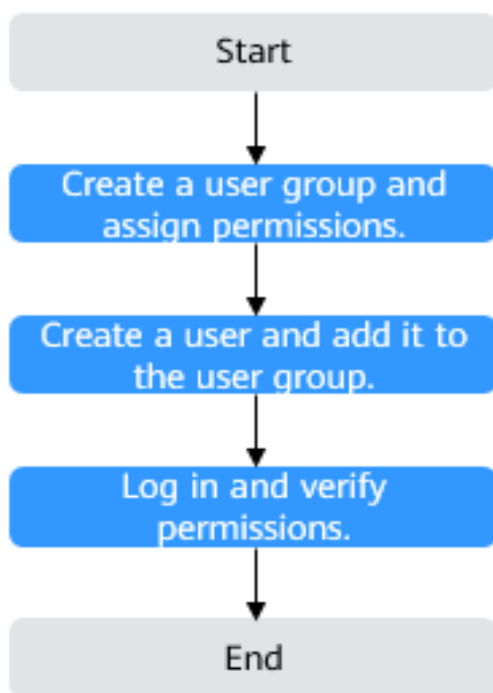 Start
Create a user group and
assign permissions.
Create a user and add it to
the user group.
Log in and verify
permissions.
End